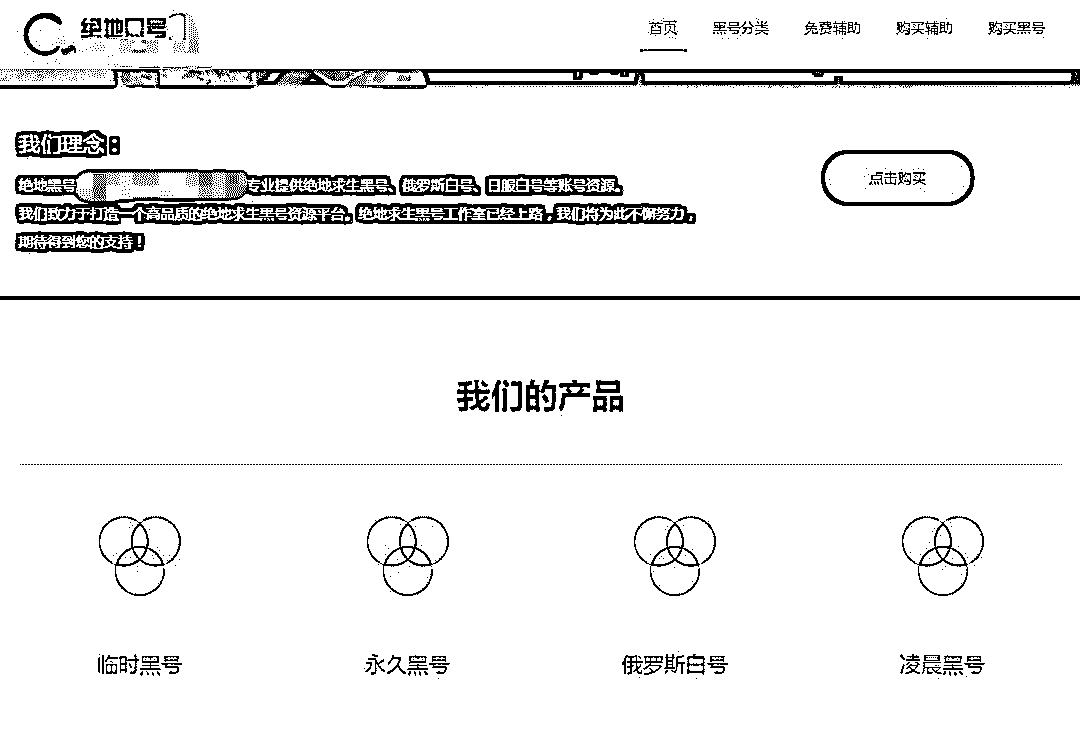 绝地黑号
首页 黑号分类 免费辅助 购买辅助 购买黑号
我们理念：
绝地黑号 专业提供绝地求生黑号、俄罗斯白号、日服白号等账号资源。
我们致力于打造一个高品质的绝地求生黑号资源平台。绝地求生黑号工作室已经上路，我们将为此不懈努力，
期待得到您的支持！
点击购买
我们的产品
临时黑号 永久黑号 俄罗斯白号 凌晨黑号